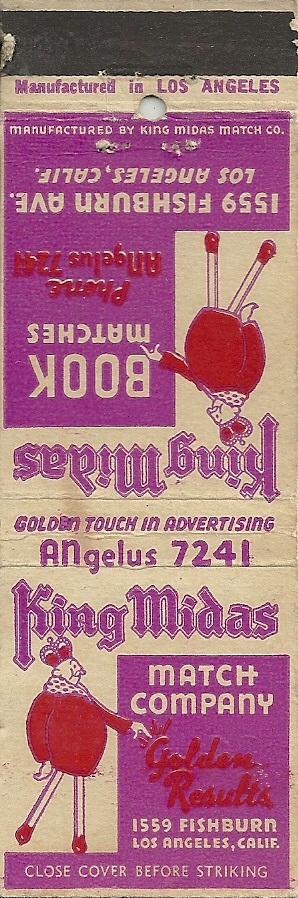 Manufactured in LOS ANGELES
MANUFACTURED BY KING MIDAS MATCH CO.
King Midas
BOOK
MATCHES
Phone
ANgelus 7241
1559 FISHBURN AVE.
LOS ANGELES, CALIF.
GOLDEN TOUCH IN ADVERTISING
ANgelus 7241
King Midas
MATCH
COMPANY
Golden
Results
1559 FISHBURN
LOS ANGELES, CALIF.
CLOSE COVER BEFORE STRIKING